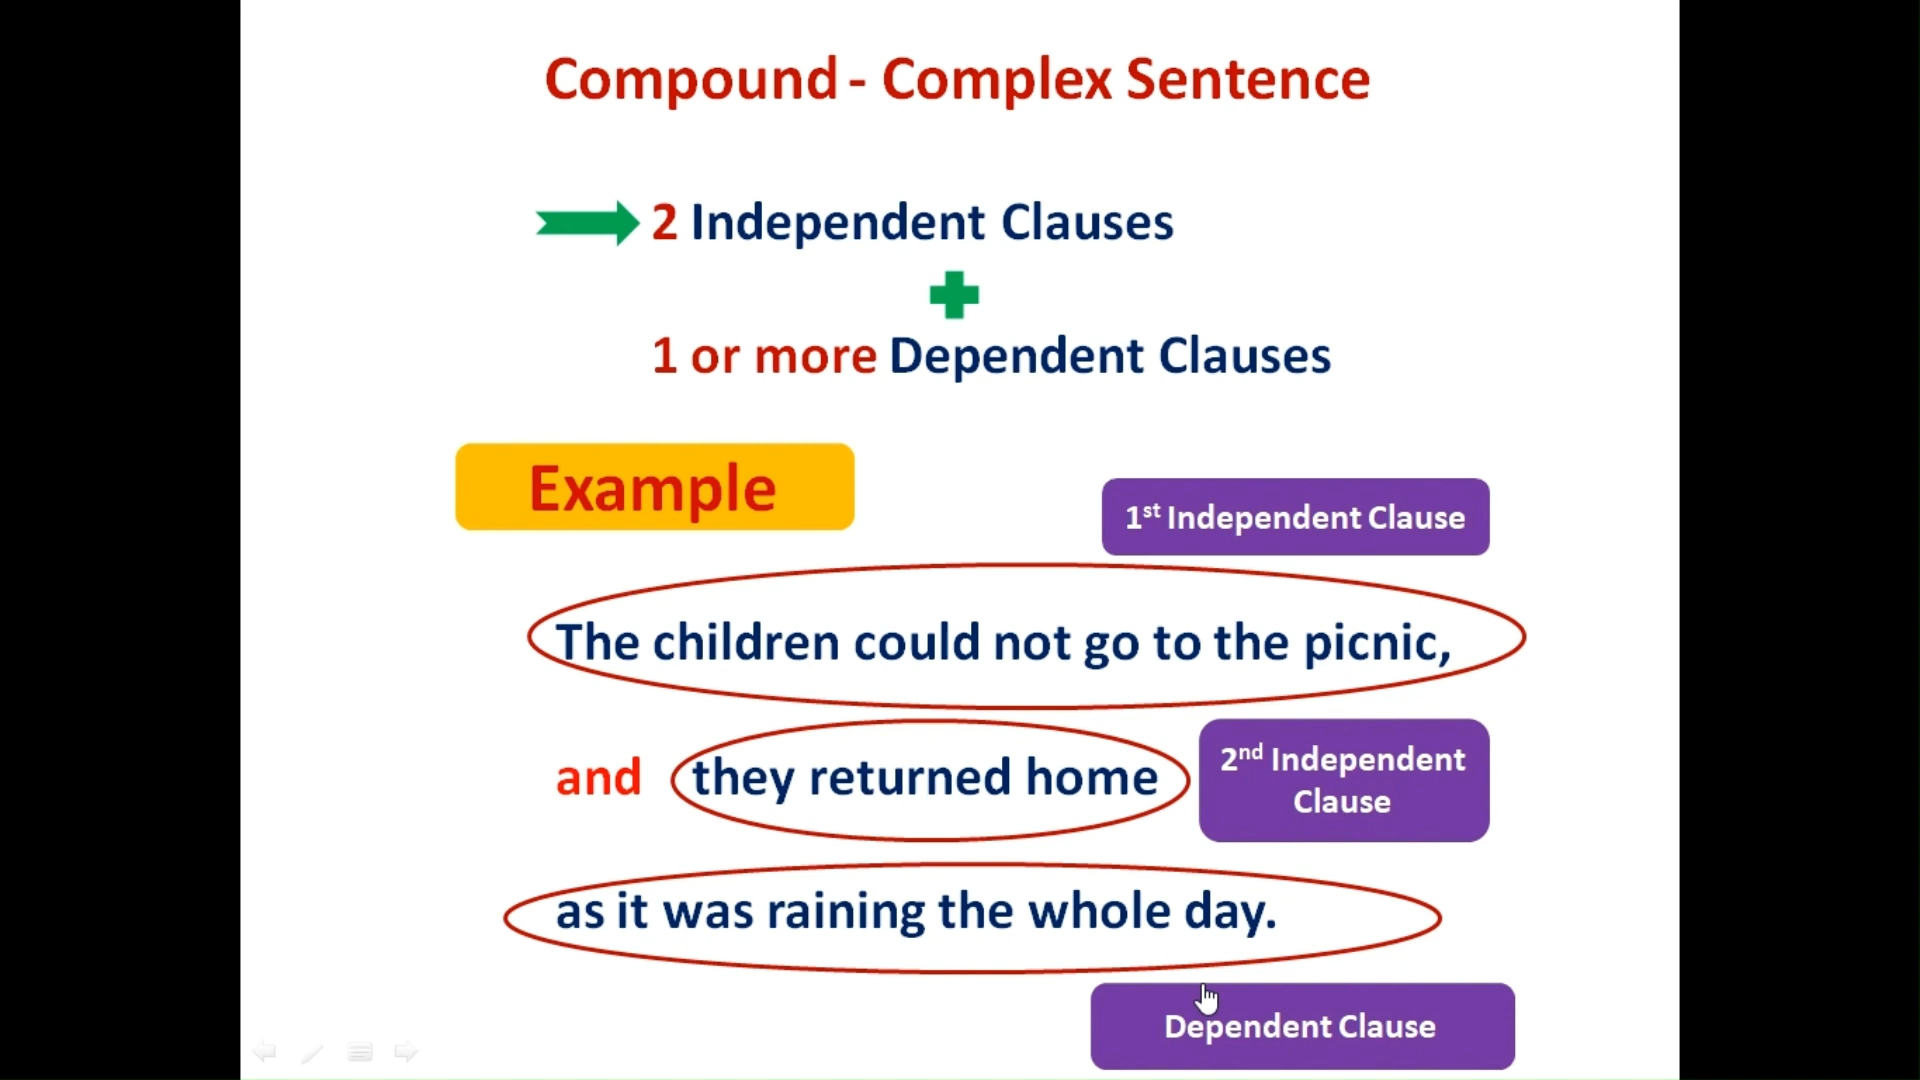 Compound - Complex Sentence
2 Independent Clauses
1 or more Dependent Clauses
Example
1st Independent Clause
The children could not go to the picnic,
and they returned home
2nd Independent
Clause
as it was raining the whole day.
Dependent Clause